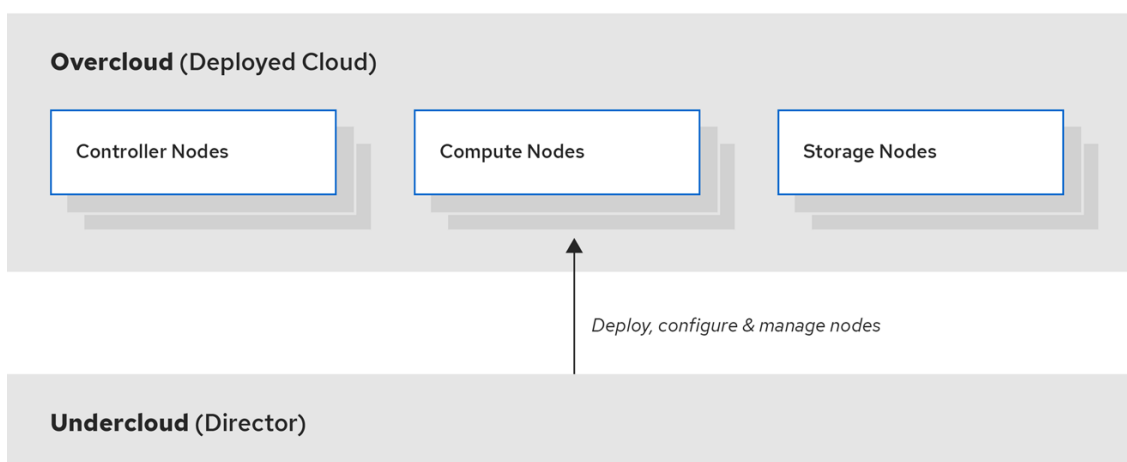 Overcloud (Deployed Cloud)
Controller Nodes
Compute Nodes
Storage Nodes
Deploy, configure & manage nodes
Undercloud (Director)